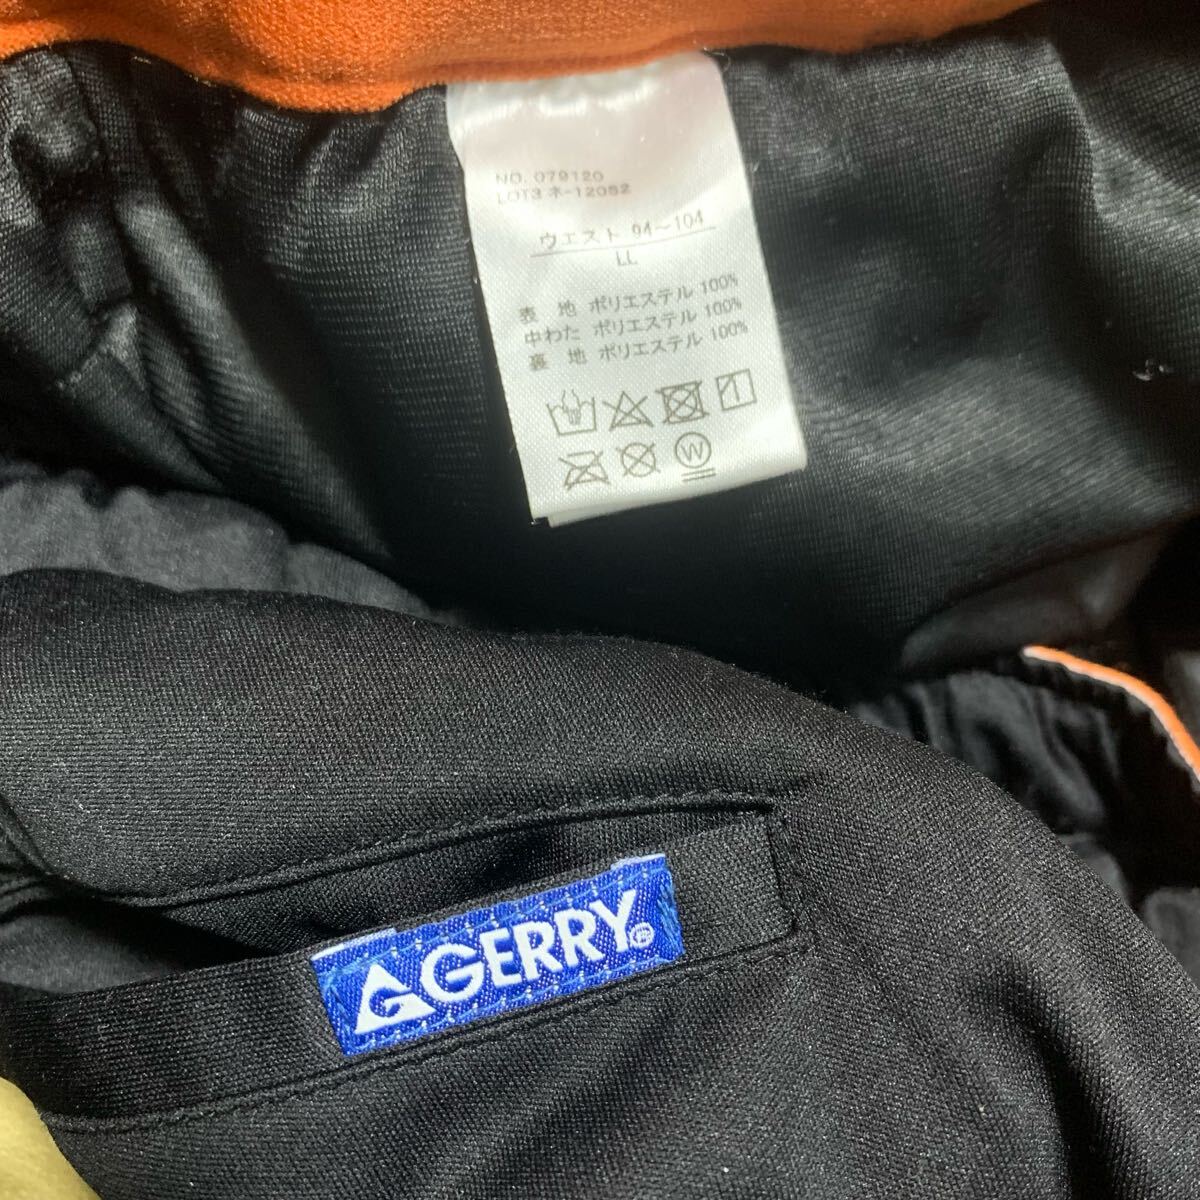 NO. 079120
LOT3 ネ-12052
ウエスト 94～104
LL
表 地 ポリエステル 100%
中わた ポリエステル 100%
裏 地 ポリエステル 100%
W
GERRY®